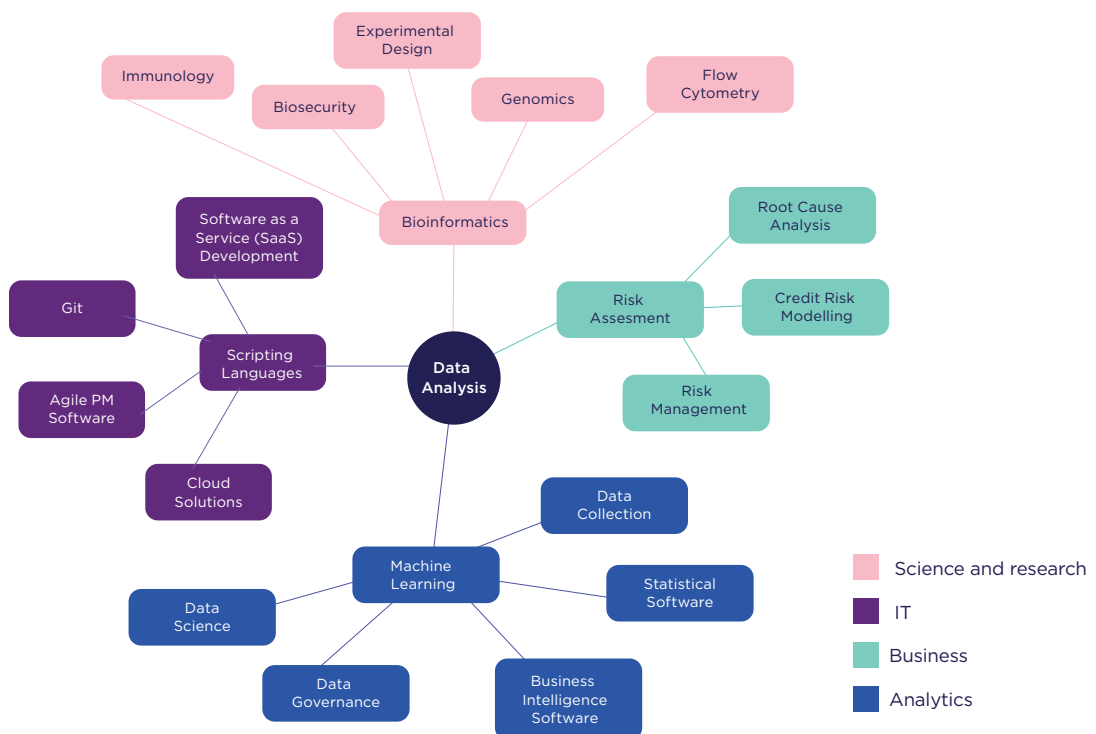 Experimental
Design
Immunology
Biosecurity
Genomics
Flow
Cytometry
Bioinformatics
Software as a
Service (SaaS)
Development
Git
Scripting
Languages
Agile PM
Software
Cloud
Solutions
Data
Analysis
Root Cause
Analysis
Risk
Assesment
Credit Risk
Modelling
Risk
Management
Data
Collection
Machine
Learning
Statistical
Software
Data
Science
Data
Governance
Business
Intelligence
Software
Science and research
IT
Business
Analytics